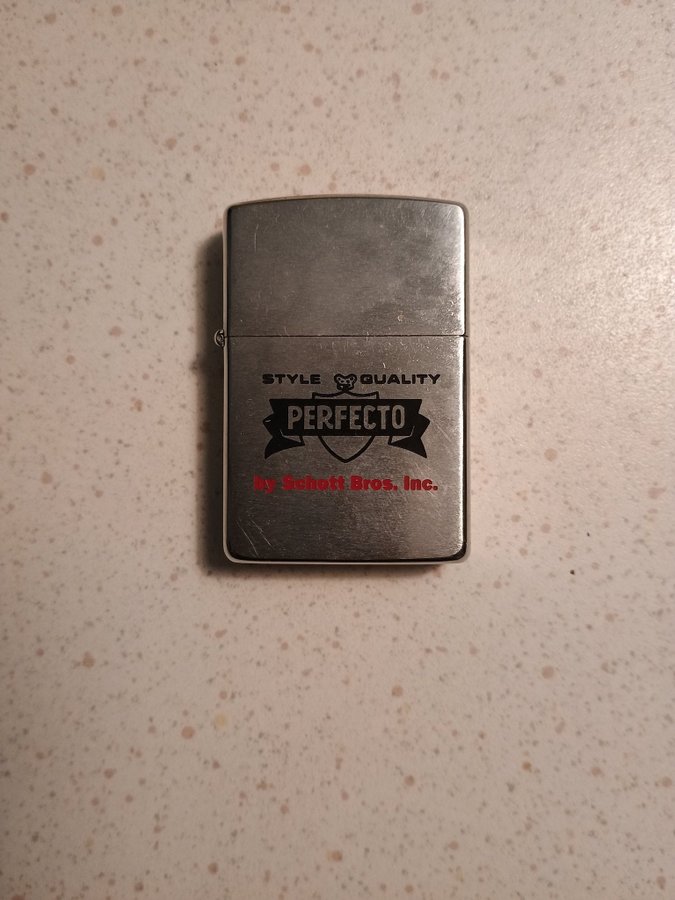 STYLE QUALITY
PERFECTO
by Schott Bros. Inc.